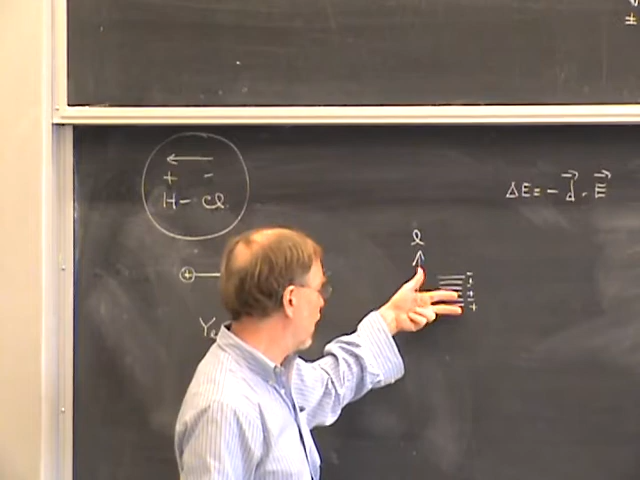 + -
H - Cl
ΔE = - d⃗ · E⃗
l
-
+
-
+
+